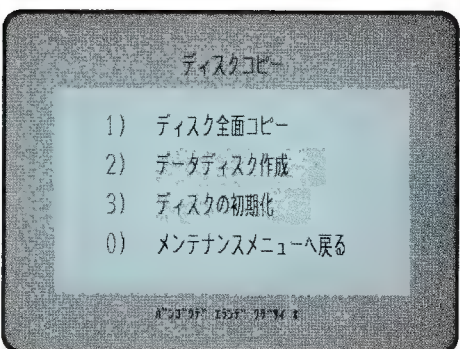 ディスクコピー
1) ディスク全面コピー
2) データディスク作成
3) ディスクの初期化
0) メンテナンスメニューへ戻る